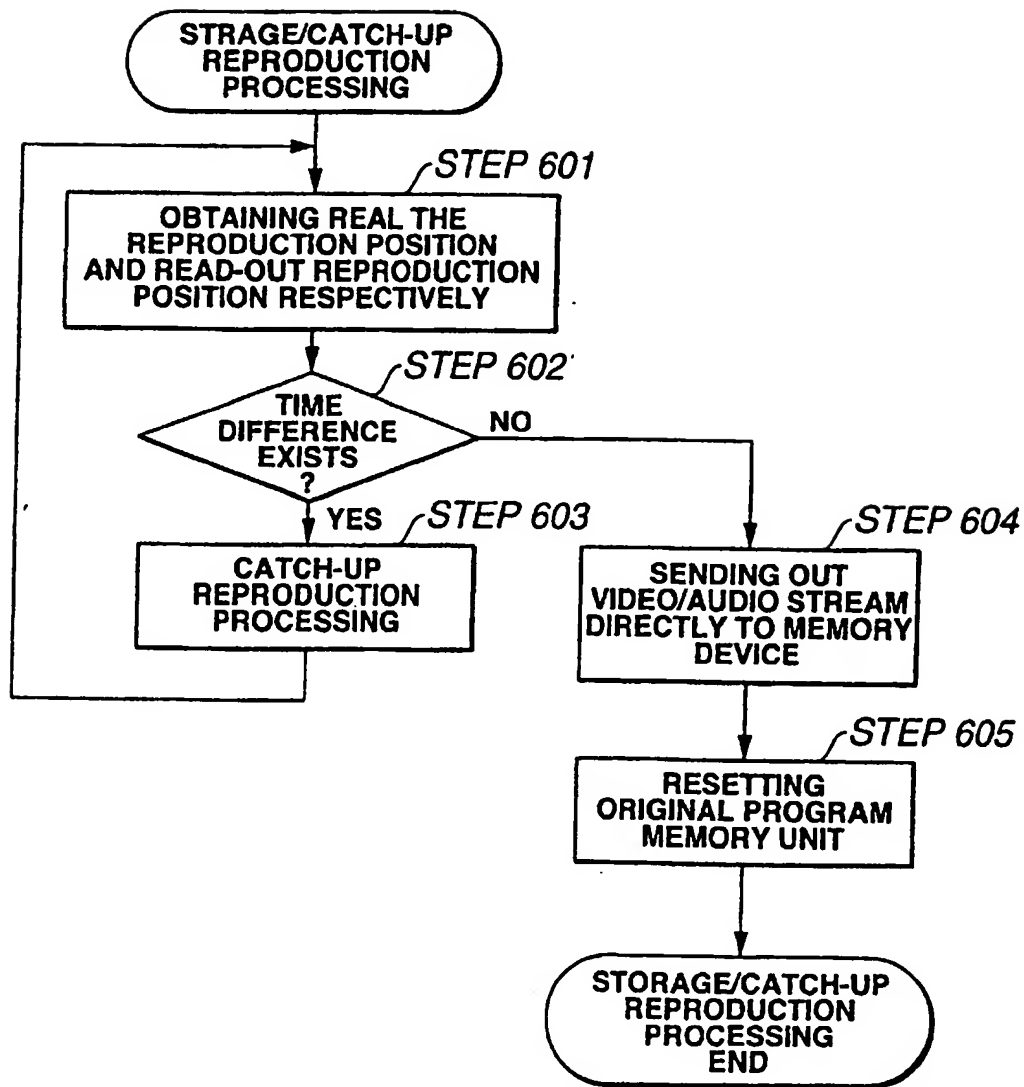 STRAGE/CATCH-UP
REPRODUCTION
PROCESSING
STEP 601
OBTAINING REAL THE
REPRODUCTION POSITION
AND READ-OUT REPRODUCTION
POSITION RESPECTIVELY
STEP 602
TIME
DIFFERENCE
EXISTS
?
NO
YES
STEP 603
CATCH-UP
REPRODUCTION
PROCESSING
STEP 604
SENDING OUT
VIDEO/AUDIO STREAM
DIRECTLY TO MEMORY
DEVICE
STEP 605
RESETTING
ORIGINAL PROGRAM
MEMORY UNIT
STORAGE/CATCH-UP
REPRODUCTION
PROCESSING
END